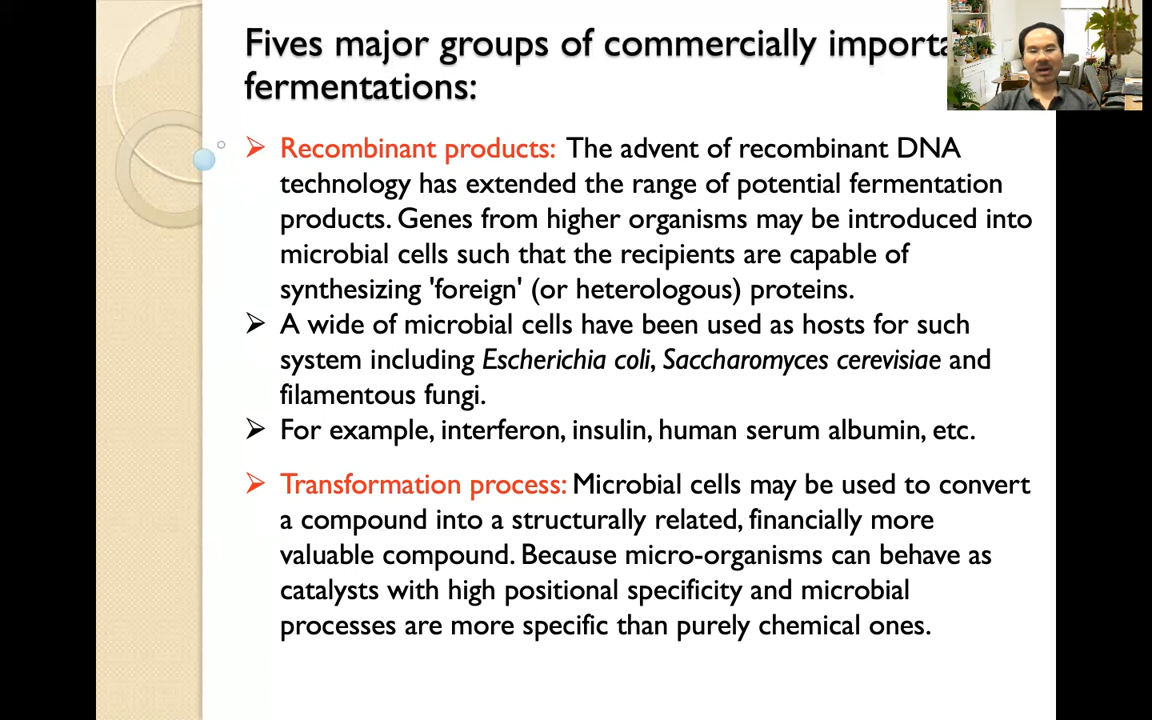 Fives major groups of commercially
fermentations:
Recombinant products: The advent of recombinant DNA
technology has extended the range of potential fermentation
products. Genes from higher organisms may be introduced into
microbial cells such that the recipients are capable of
synthesizing 'foreign' (or heterologous) proteins.
A wide of microbial cells have been used as hosts for such
system including Escherichia coli, Saccharomyces cerevisiae and
filamentous fungi.
For example, interferon, insulin, human serum albumin, etc.
Transformation process: Microbial cells may be used to convert
a compound into a structurally related, financially more
valuable compound. Because micro-organisms can behave as
catalysts with high positional specificity and microbial
processes are more specific than purely chemical ones.